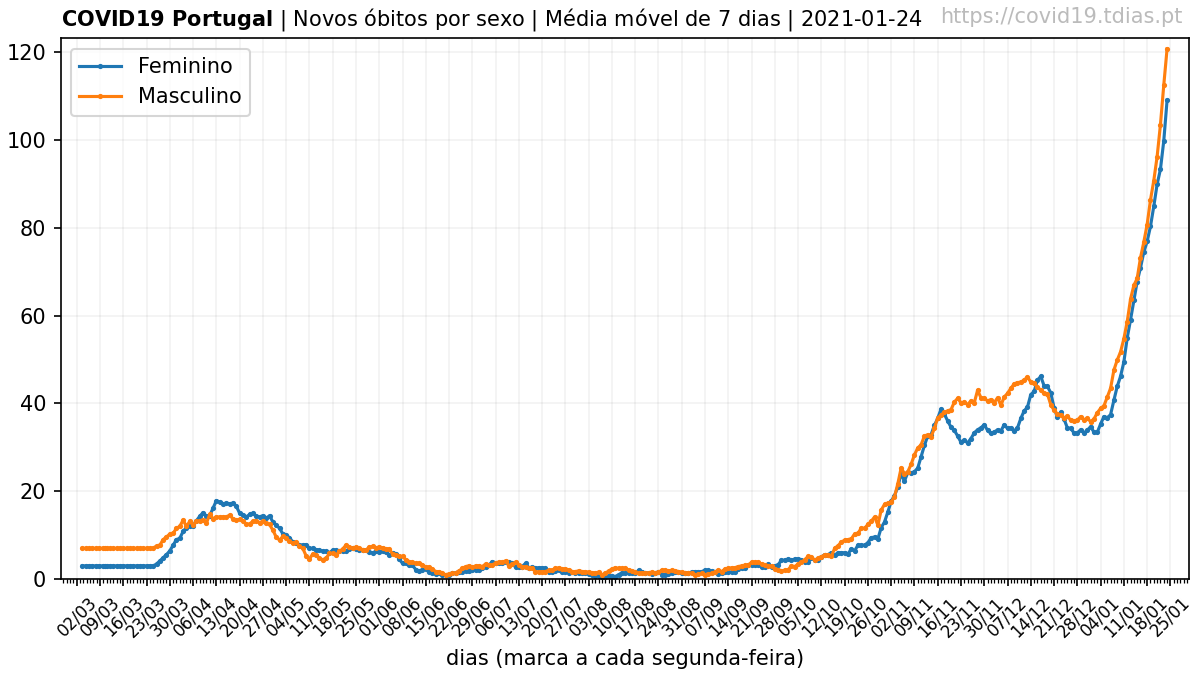 COVID19 Portugal | Novos óbitos por sexo | Média móvel de 7 dias | 2021-01-24 https://covid19.tdias.pt
Feminino
Masculino
120
100
80
60
40
20
0
02/03 09/03 16/03 23/03 30/03 06/04 13/04 20/04 27/04 04/05 11/05 18/05 25/05 01/06 08/06 15/06 22/06 29/06 06/07 13/07 20/07 27/07 03/08 10/08 17/08 24/08 31/08 07/09 14/09 21/09 28/09 05/10 12/10 19/10 26/10 02/11 09/11 16/11 23/11 30/11 07/12 14/12 21/12 28/12 04/01 11/01 18/01 25/01
dias (marca a cada segunda-feira)